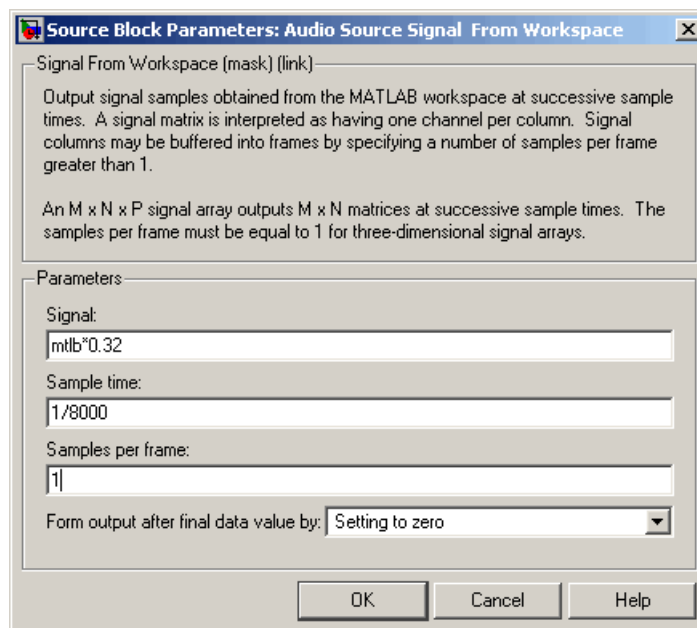 Source Block Parameters: Audio Source Signal  From Workspace
Signal From Workspace (mask) (link)
Output signal samples obtained from the MATLAB workspace at successive sample
times.  A signal matrix is interpreted as having one channel per column.  Signal
columns may be buffered into frames by specifying a number of samples per frame
greater than 1.
An M x N x P signal array outputs M x N matrices at successive sample times.  The
samples per frame must be equal to 1 for three-dimensional signal arrays.
Parameters
Signal:
mtlb*0.32
Sample time:
1/8000
Samples per frame:
1
Form output after final data value by: Setting to zero
OK Cancel Help